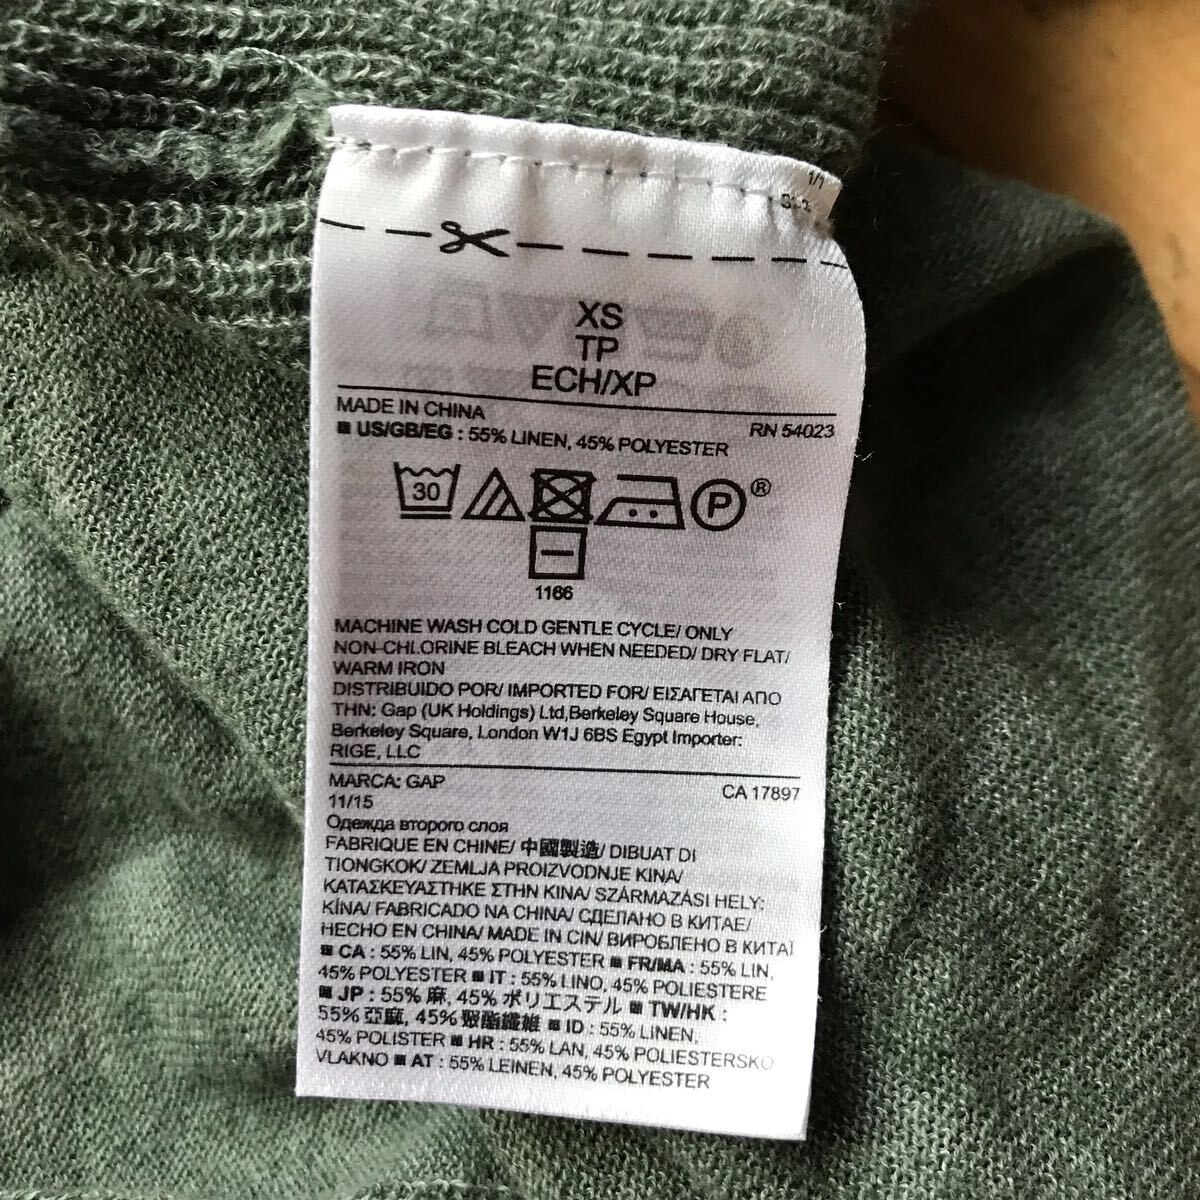 1/1
XS
TP
ECH/XP
MADE IN CHINA
RN 54023
■ US/GB/EG : 55% LINEN, 45% POLYESTER
30
P®
1166
MACHINE WASH COLD GENTLE CYCLE/ ONLY
NON-CHLORINE BLEACH WHEN NEEDED/ DRY FLAT/
WARM IRON
DISTRIBUIDO POR/ IMPORTED FOR/ ΕΙΣΑΓΕΤΑΙ ΑΠΟ
ΤΗΝ: Gap (UK Holdings) Ltd,Berkeley Square House,
Berkeley Square, London W1J 6BS Egypt Importer:
RIGE, LLC
MARCA: GAP
CA 17897
11/15
Одежда второго слоя
FABRIQUE EN CHINE/ 中國製造/ DIBUAT DI
TIONGKOK/ ZEMLJA PROIZVODNJE KINA/
ΚΑΤΑΣΚΕΥΑΣΤΗΚΕ ΣΤΗΝ ΚΙΝΑ/ SZÁRMAZÁSI HELY:
KÍNA/ FABRICADO NA CHINA/ СДЕЛАНО В КИТАЕ/
HECHO EN CHINA/ MADE IN CIN/ ВИРОБЛЕНО В КИТАЇ
■ CA : 55% LIN, 45% POLYESTER ■ FR/MA : 55% LIN,
45% POLYESTER ■ IT : 55% LINO, 45% POLIESTERE
■ JP : 55% 麻, 45% ポリエステル ■ TW/HK :
55% 亞麻, 45% 聚酯纖維 ■ ID : 55% LINEN,
45% POLISTER ■ HR : 55% LAN, 45% POLIESTERSKO
VLAKNO ■ AT : 55% LEINEN, 45% POLYESTER